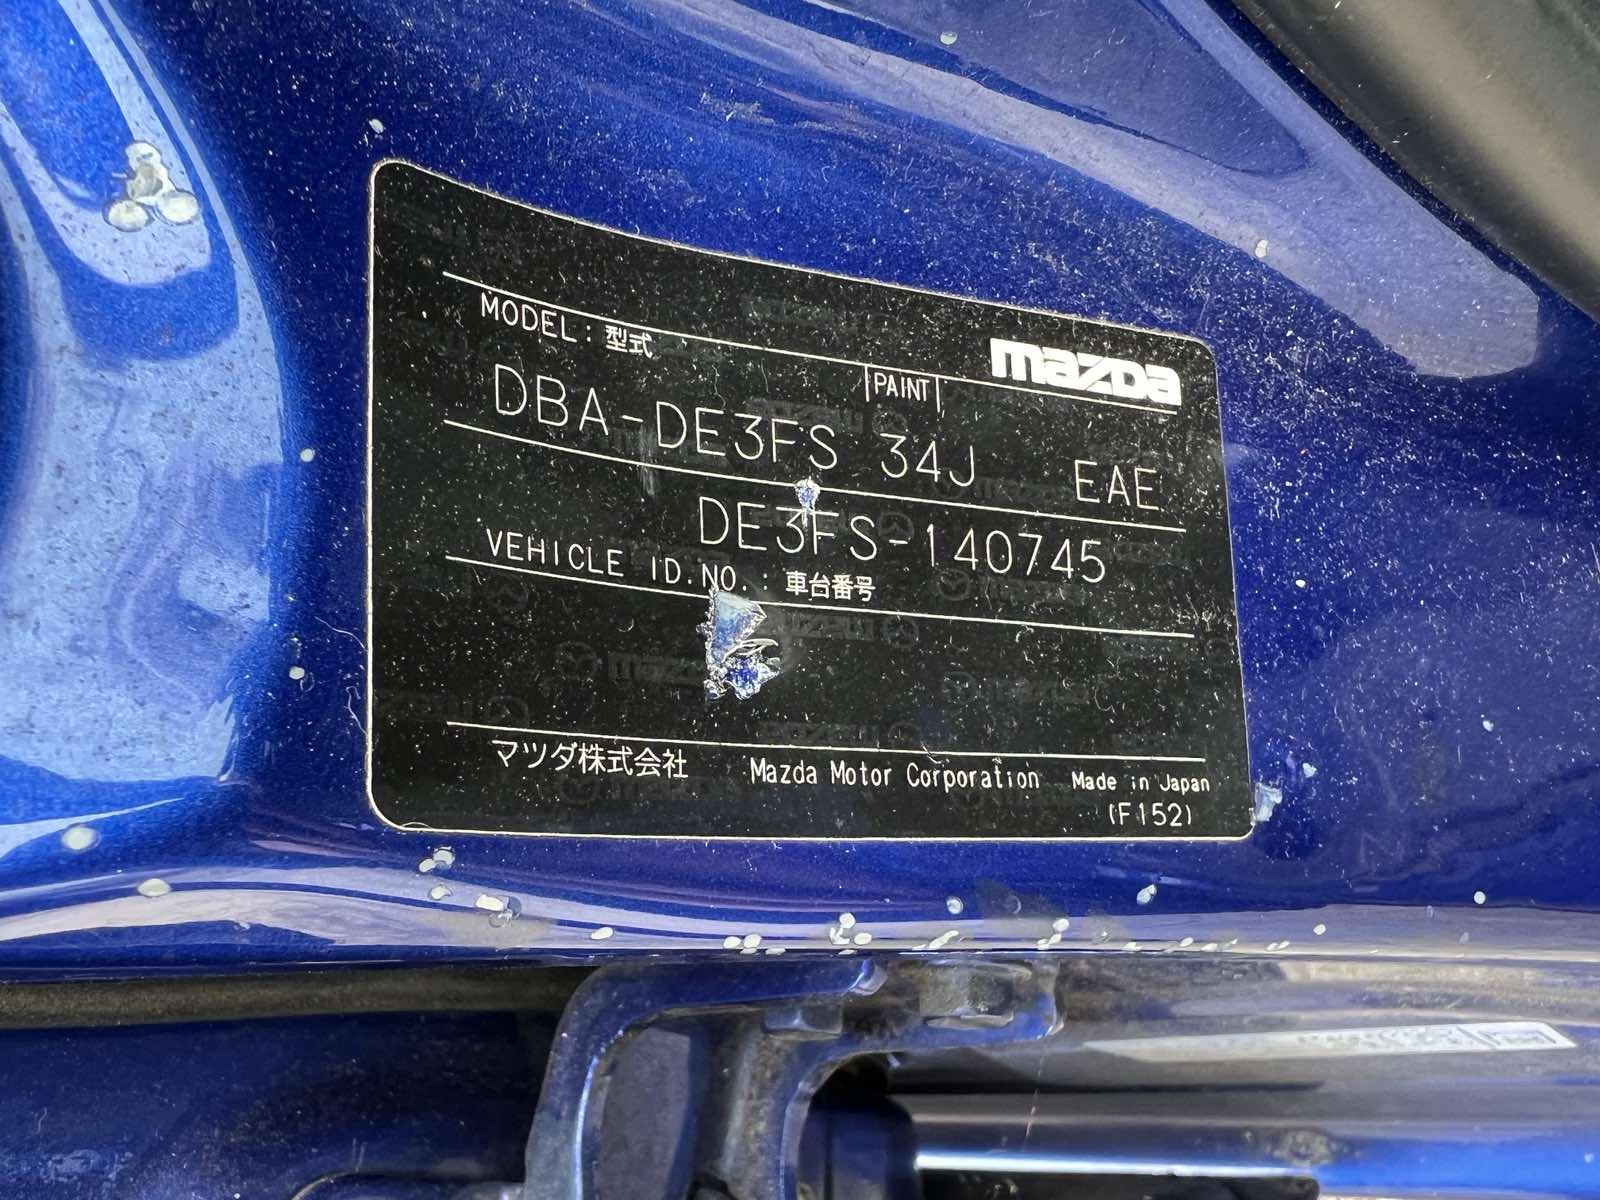 mazda
MODEL: 型式
PAINT
DBA-DE3FS 34J EAE
DE3FS-140745
VEHICLE ID.NO.: 車台番号
マツダ株式会社 Mazda Motor Corporation Made in Japan
(F152)